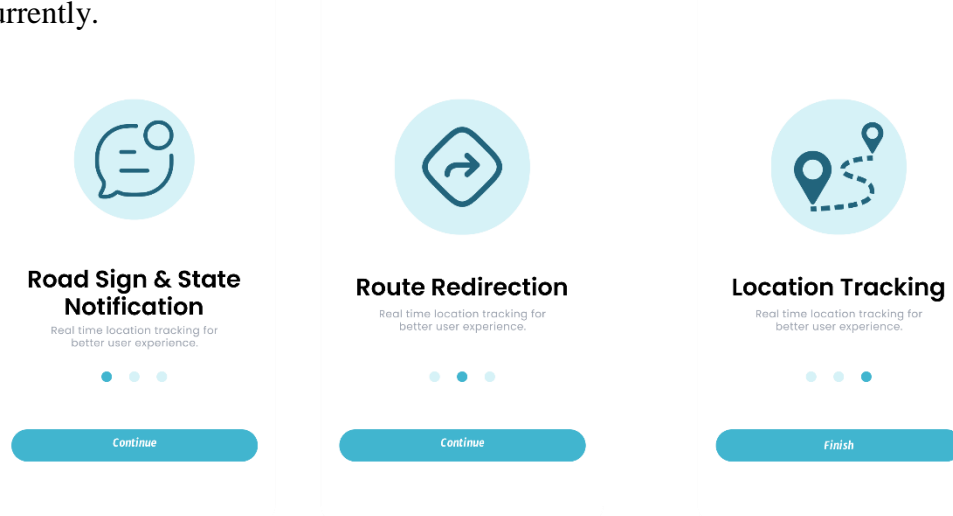 urrently.
Road Sign & State
Notification
Real time location tracking for
better user experience.
Continue
Route Redirection
Real time location tracking for
better user experience.
Continue
Location Tracking
Real time location tracking for
better user experience.
Finish